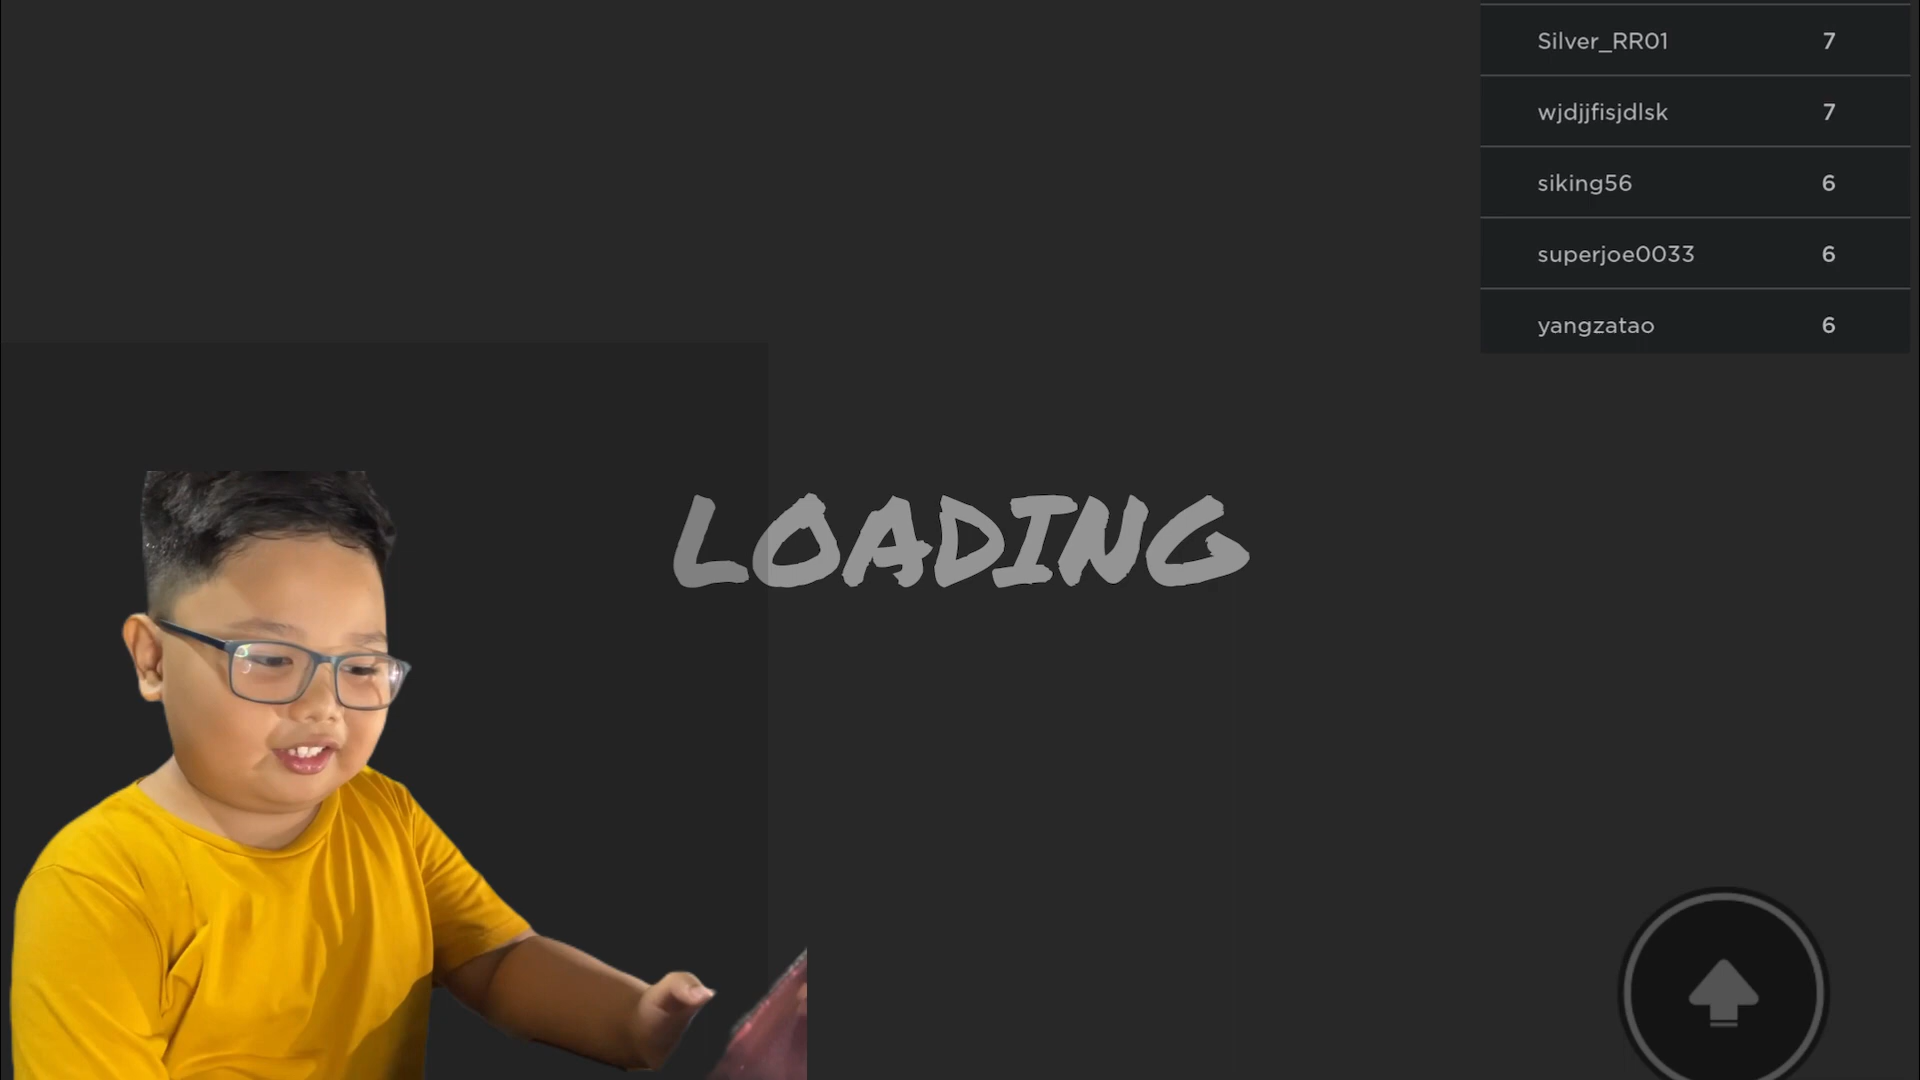 Silver_RR01 7
wjdjjfisjdlsk 7
siking56 6
superjoe0033 6
yangzatao 6
LOADING